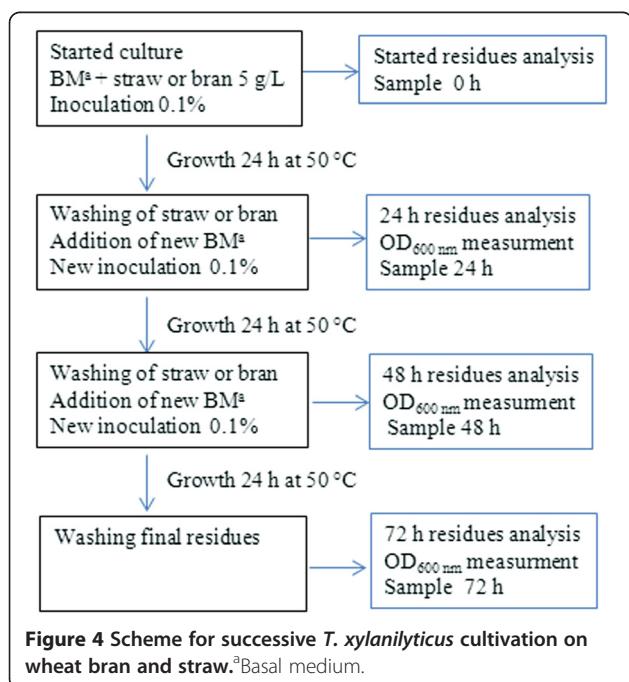 Started culture
BMᵃ + straw or bran 5 g/L
Inoculation 0.1%
Started residues analysis
Sample 0 h
Growth 24 h at 50 °C
Washing of straw or bran
Addition of new BMᵃ
New inoculation 0.1%
24 h residues analysis
OD600 nm measurment
Sample 24 h
Growth 24 h at 50 °C
Washing of straw or bran
Addition of new BMᵃ
New inoculation 0.1%
48 h residues analysis
OD600 nm measurment
Sample 48 h
Growth 24 h at 50 °C
Washing final residues
72 h residues analysis
OD600 nm measurment
Sample 72 h
Figure 4 Scheme for successive T. xylanilyticus cultivation on
wheat bran and straw.ᵃBasal medium.